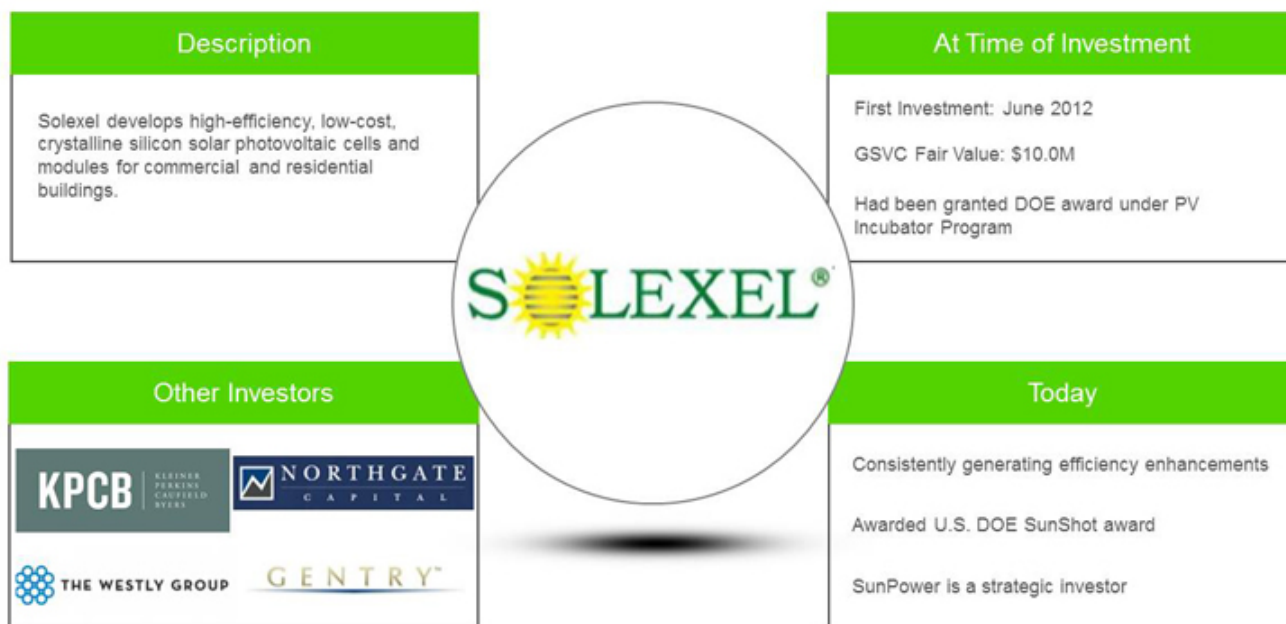 Description
Solexel develops high-efficiency, low-cost,
crystalline silicon solar photovoltaic cells and
modules for commercial and residential
buildings.
At Time of Investment
First Investment: June 2012
GSVC Fair Value: $10.0M
Had been granted DOE award under PV
Incubator Program
SOLEXEL®
Other Investors
KPCB
KLEINER
PERKINS
CAUFIELD
BYERS
NORTHGATE
CAPITAL
THE WESTLY GROUP
GENTRY™
Today
Consistently generating efficiency enhancements
Awarded U.S. DOE SunShot award
SunPower is a strategic investor